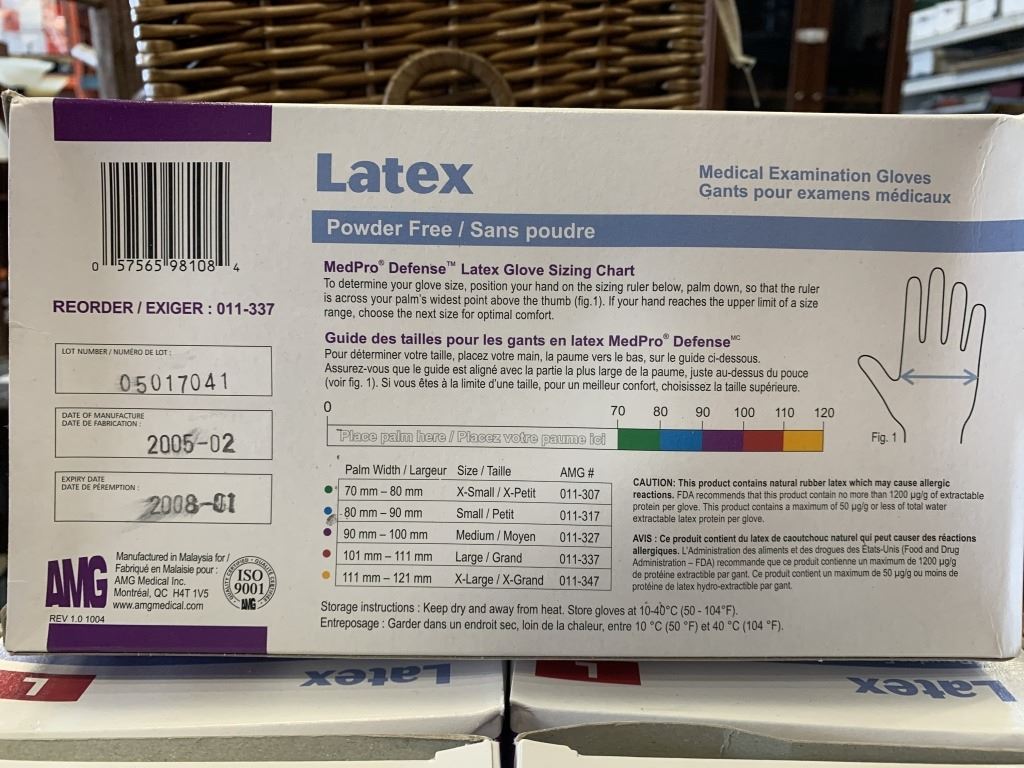 0 57565 98108 4
REORDER / EXIGER : 011-337
LOT NUMBER / NUMÉRO DE LOT :
05017041
DATE OF MANUFACTURE
DATE DE FABRICATION :
2005-02
EXPIRY DATE
DATE DE PÉREMPTION :
2008-01
AMG
Manufactured in Malaysia for /
Fabriqué en Malaisie pour :
AMG Medical Inc.
Montréal, QC H4T 1V5
www.amgmedical.com
ISO
9001
AMG
REV 1.0 1004
Latex
Medical Examination Gloves
Gants pour examens médicaux
Powder Free / Sans poudre
MedPro® Defense™ Latex Glove Sizing Chart
To determine your glove size, position your hand on the sizing ruler below, palm down, so that the ruler
is across your palm's widest point above the thumb (fig.1). If your hand reaches the upper limit of a size
range, choose the next size for optimal comfort.
Guide des tailles pour les gants en latex MedPro® Defense MC
Pour déterminer votre taille, placez votre main, la paume vers le bas, sur le guide ci-dessous.
Assurez-vous que le guide est aligné avec la partie la plus large de la paume, juste au-dessus du pouce
(voir fig. 1). Si vous êtes à la limite d'une taille, pour un meilleur confort, choisissez la taille supérieure.
0 70 80 90 100 110 120
Place palm here / Placez votre paume ici
Fig. 1
Palm Width / Largeur Size / Taille AMG #
70 mm – 80 mm X-Small / X-Petit 011-307
80 mm – 90 mm Small / Petit 011-317
90 mm – 100 mm Medium / Moyen 011-327
101 mm – 111 mm Large / Grand 011-337
111 mm – 121 mm X-Large / X-Grand 011-347
CAUTION: This product contains natural rubber latex which may cause allergic
reactions. FDA recommends that this product contain no more than 1200 µg/g of extractable
protein per glove. This product contains a maximum of 50 µg/g or less of total water
extractable latex protein per glove.
AVIS : Ce produit contient du latex de caoutchouc naturel qui peut causer des réactions
allergiques. L'Administration des aliments et des drogues des États-Unis (Food and Drug
Administration – FDA) recommande que ce produit contienne un maximum de 1200 µg/g
de protéine extractible par gant. Ce produit contient un maximum de 50 µg/g ou moins de
protéine de latex hydro-extractible par gant.
Storage instructions : Keep dry and away from heat. Store gloves at 10-40°C (50 - 104°F).
Entreposage : Garder dans un endroit sec, loin de la chaleur, entre 10 °C (50 °F) et 40 °C (104 °F).
L
Latex
L
Latex